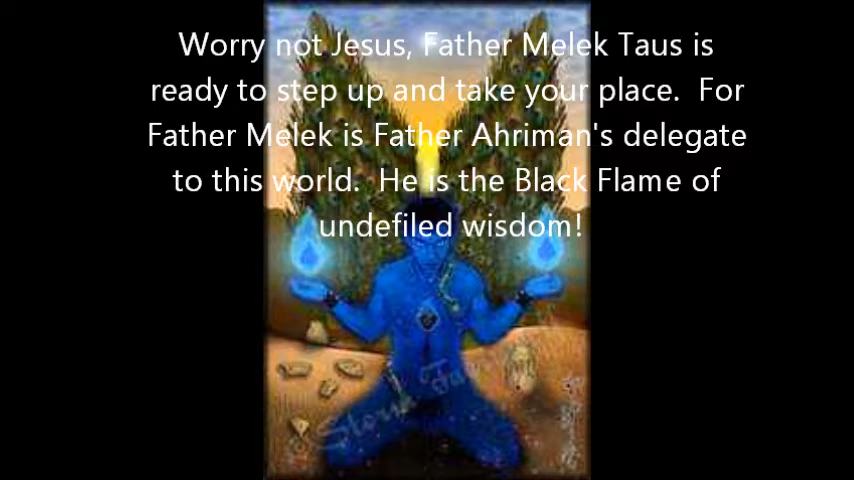 Worry not Jesus, Father Melek Taus is
ready to step up and take your place.  For
Father Melek is Father Ahriman's delegate
to this world.  He is the Black Flame of
undefiled wisdom!